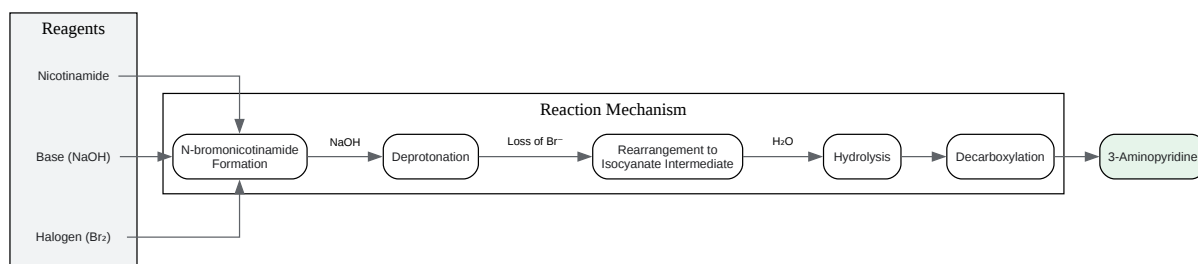 Reagents
Nicotinamide
Base (NaOH)
Halogen (Br₂)
Reaction Mechanism
N-bromonicotinamide
Formation
NaOH
Deprotonation
Loss of Br⁻
Rearrangement to
Isocyanate Intermediate
H₂O
Hydrolysis
Decarboxylation
3-Aminopyridine